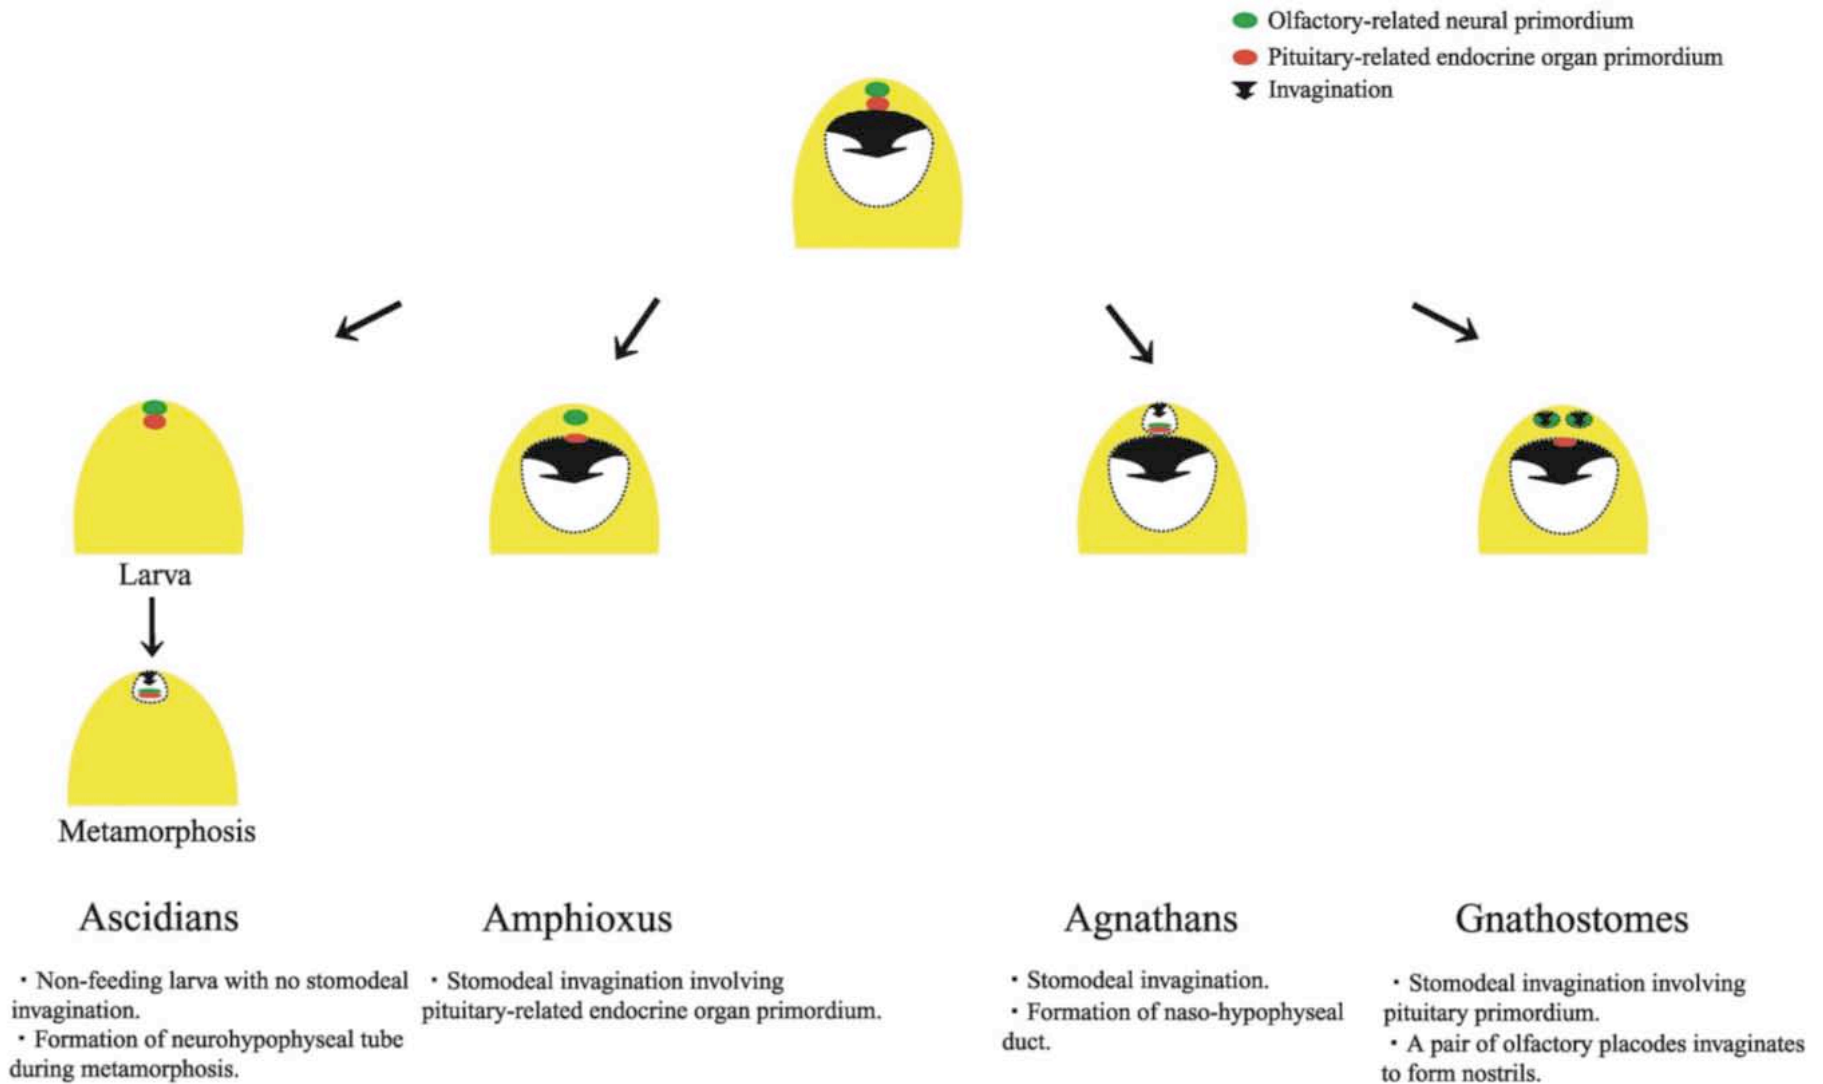 Olfactory-related neural primordium
Pituitary-related endocrine organ primordium
Invagination
Larva
Metamorphosis
Ascidians
・Non-feeding larva with no stomodeal
invagination.
・Formation of neurohypophyseal tube
during metamorphosis.
Amphioxus
・Stomodeal invagination involving
pituitary-related endocrine organ primordium.
Agnathans
・Stomodeal invagination.
・Formation of naso-hypophyseal
duct.
Gnathostomes
・Stomodeal invagination involving
pituitary primordium.
・A pair of olfactory placodes invaginates
to form nostrils.